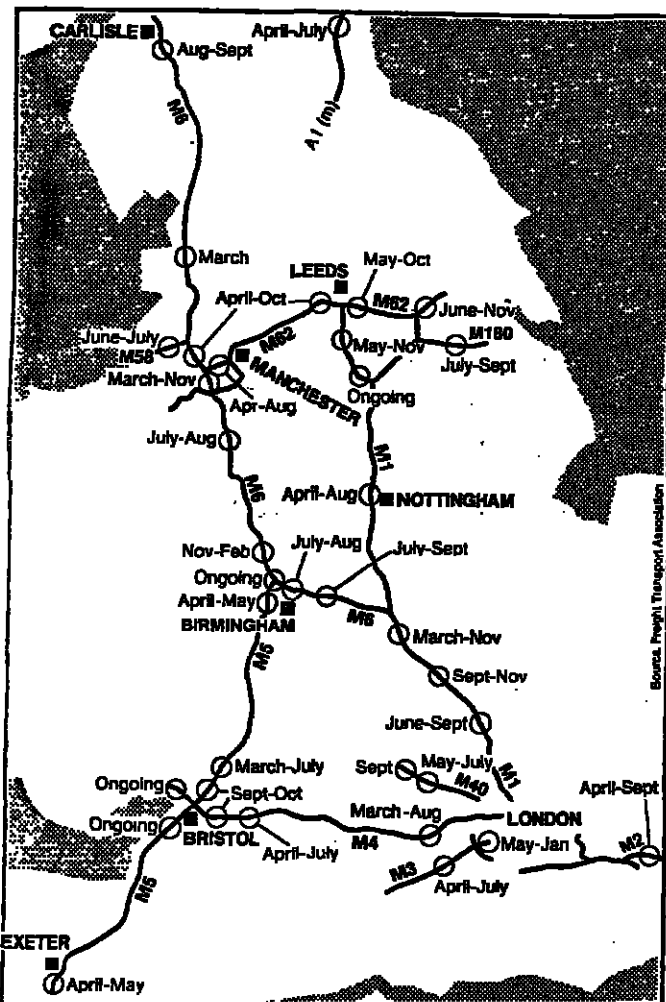 CARLISLE
April-July
Aug-Sept
M6
A1 (m)
March
LEEDS
May-Oct
April-Oct
M62
June-Nov
June-July
M62
M180
M58
May-Nov
July-Sept
March-Nov
MANCHESTER
Ongoing
Apr-Aug
July-Aug
M1
M6
April-Aug
NOTTINGHAM
Nov-Feb
July-Aug
July-Sept
Ongoing
April-May
BIRMINGHAM
M6
March-Nov
M5
Sept-Nov
June-Sept
March-July
May-July
Ongoing
Sept
M40
M1
April-Sept
Sept-Oct
March-Aug
LONDON
Ongoing
BRISTOL
M4
May-Jan
M2
April-July
M3
April-July
M5
EXETER
April-May
Source. Freight Transport Association